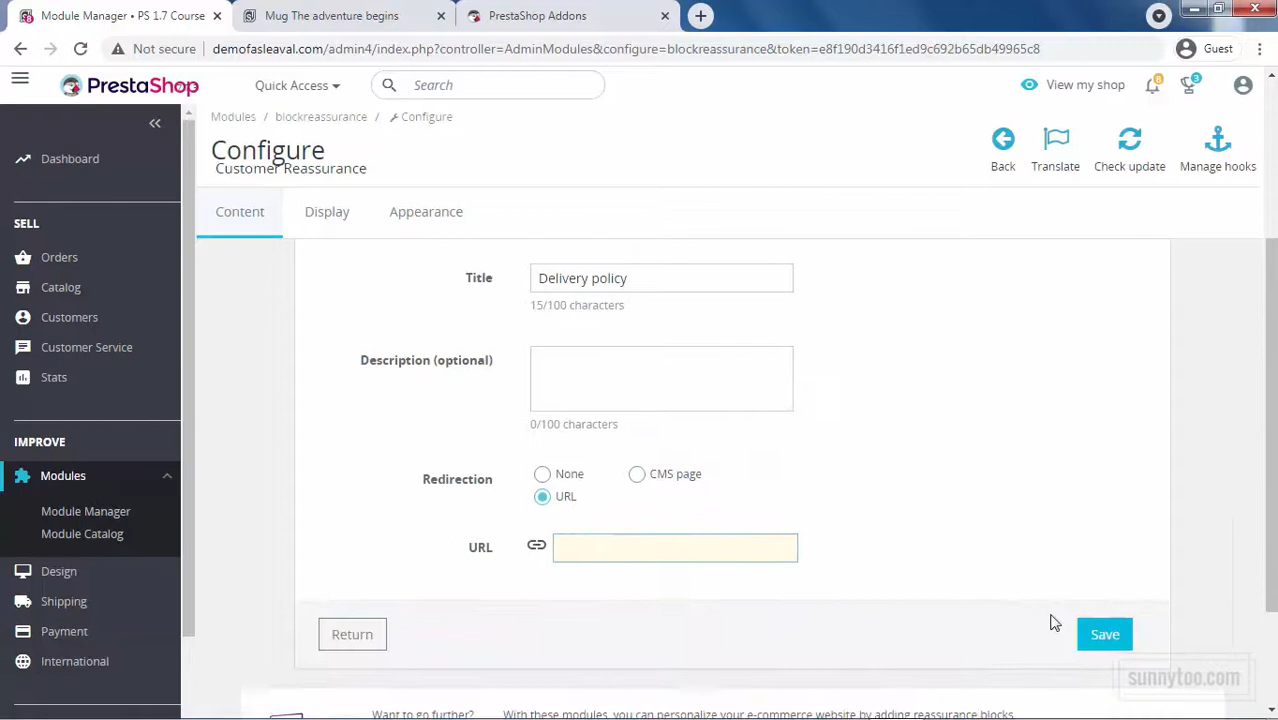 Module Manager • PS 1.7 Course
Mug The adventure begins
PrestaShop Addons
Not secure
demofasleaval.com/admin4/index.php?controller=AdminModules&configure=blockreassurance&token=e8f190d3416f1ed9c692b65db49965c8
Guest
PrestaShop
Quick Access
Search
View my shop
8
3
Modules
blockreassurance
Configure
Configure
Customer Reassurance
Back
Translate
Check update
Manage hooks
Content
Display
Appearance
Dashboard
SELL
Orders
Catalog
Customers
Customer Service
Stats
IMPROVE
Modules
Module Manager
Module Catalog
Design
Shipping
Payment
International
Title
Delivery policy
15/100 characters
Description (optional)
0/100 characters
Redirection
None
CMS page
URL
URL
Return
Save
sunnytoo.com
Want to go further?
With these modules, you can personalize your e-commerce website by adding reassurance blocks